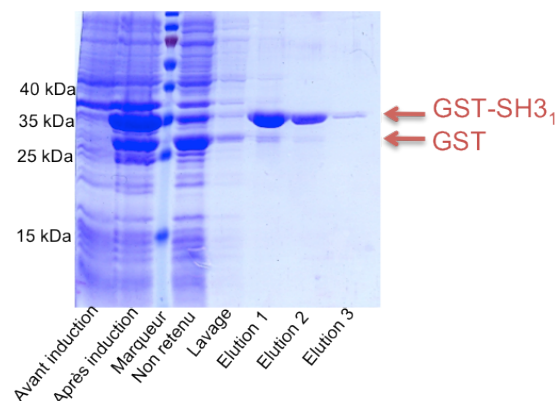 40 kDa
35 kDa
25 kDa
15 kDa
GST-SH3₁
GST
Avant induction
Après induction
Marqueur
Non retenu
Lavage
Elution 1
Elution 2
Elution 3